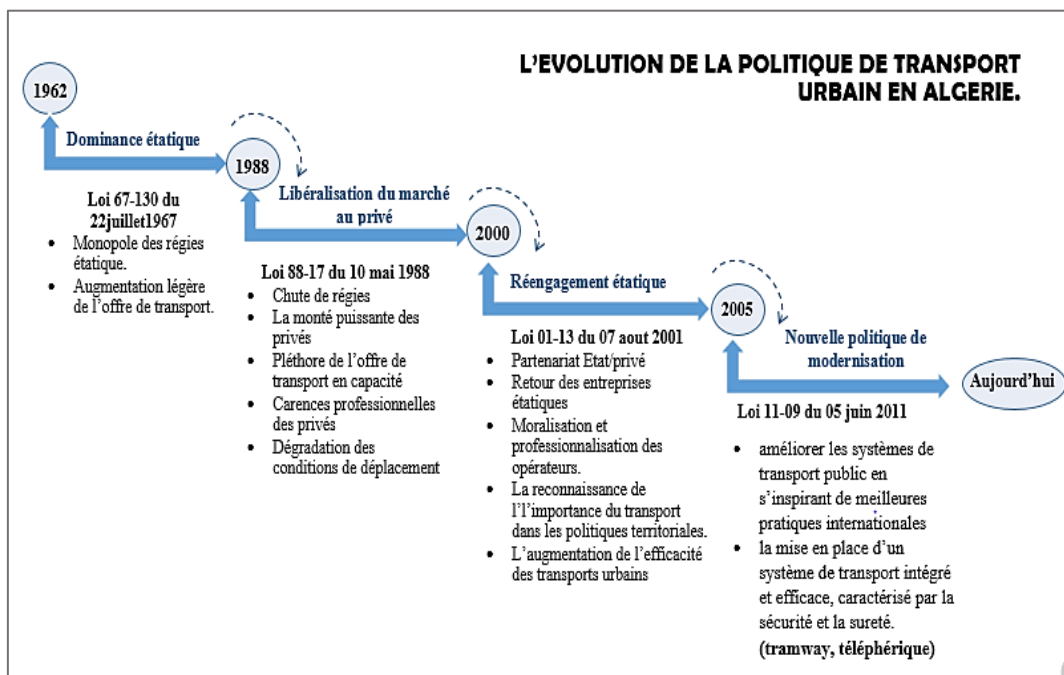 L'EVOLUTION DE LA POLITIQUE DE TRANSPORT
URBAIN EN ALGERIE.
1962
Dominance étatique
Loi 67-130 du
22juillet1967
• Monopole des régies
étatique.
• Augmentation légère
de l'offre de transport.
1988
Libéralisation du marché
au privé
Loi 88-17 du 10 mai 1988
• Chute de régies
• La monté puissante des
privés
• Pléthore de l'offre de
transport en capacité
• Carences professionnelles
des privés
• Dégradation des
conditions de déplacement
2000
Réengagement étatique
Loi 01-13 du 07 aout 2001
• Partenariat Etat/privé
• Retour des entreprises
étatiques
• Moralisation et
professionnalisation des
opérateurs.
• La reconnaissance de
l'l'importance du transport
dans les politiques territoriales.
• L'augmentation de l'efficacité
des transports urbains
2005
Nouvelle politique de
modernisation
Loi 11-09 du 05 juin 2011
• améliorer les systèmes de
transport public en
s'inspirant de meilleures
pratiques internationales
• la mise en place d'un
système de transport intégré
et efficace, caractérisé par la
sécurité et la sureté.
(tramway, téléphérique)
Aujourd'hui